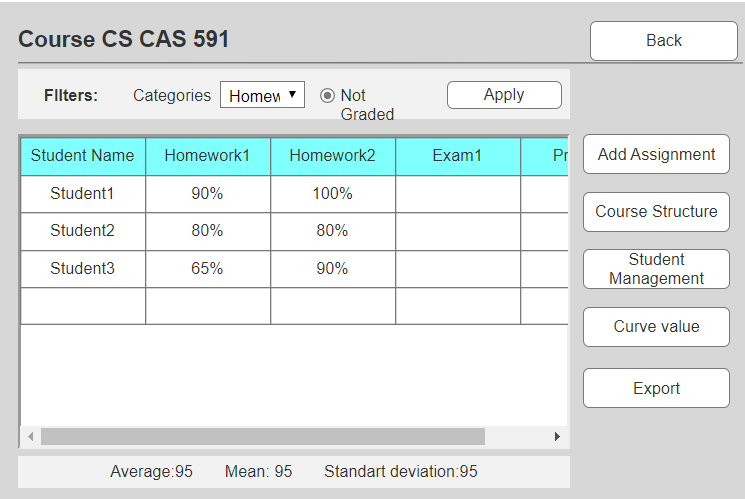 Course CS CAS 591
Back
FIlters:
Categories
Homew
Not
Graded
Apply
Student Name Homework1 Homework2 Exam1 Pr
Student1 90% 100%
Student2 80% 80%
Student3 65% 90%
Add Assignment
Course Structure
Student
Management
Curve value
Export
Average:95 Mean: 95 Standart deviation:95